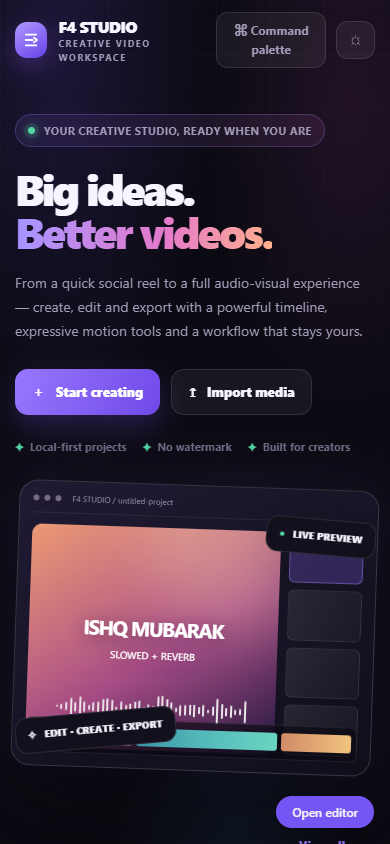 F4 STUDIO
CREATIVE VIDEO
WORKSPACE
⌘ Command
palette
YOUR CREATIVE STUDIO, READY WHEN YOU ARE
Big ideas.
Better videos.
From a quick social reel to a full audio-visual experience
— create, edit and export with a powerful timeline,
expressive motion tools and a workflow that stays yours.
+ Start creating
↥ Import media
✦ Local-first projects ✦ No watermark ✦ Built for creators
F4 STUDIO / untitled-project
LIVE PREVIEW
ISHQ MUBARAK
SLOWED + REVERB
✦ EDIT · CREATE · EXPORT
Open editor